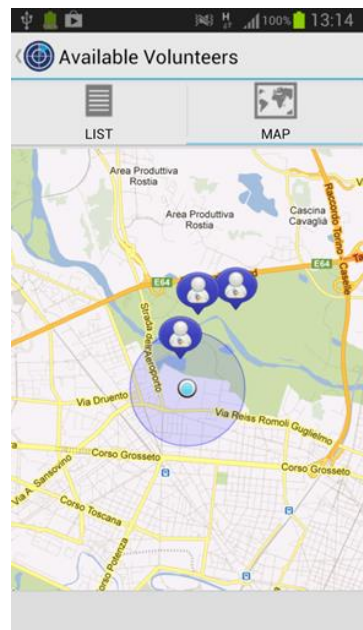 H
100% 13:14
Available Volunteers
LIST
MAP
Area Produttiva
Rostia
Area Produttiva
Rostia
Cascina
Cavaglià
Raccordo Torino - Caselle
E64
E64
Strada dell'Aeroporto
Via Druento
Via Reiss Romoli Guglielmo
Corso Grosseto
Corso Grosseto
Via A. Sansovino
Corso Toscana
Corso Potenza